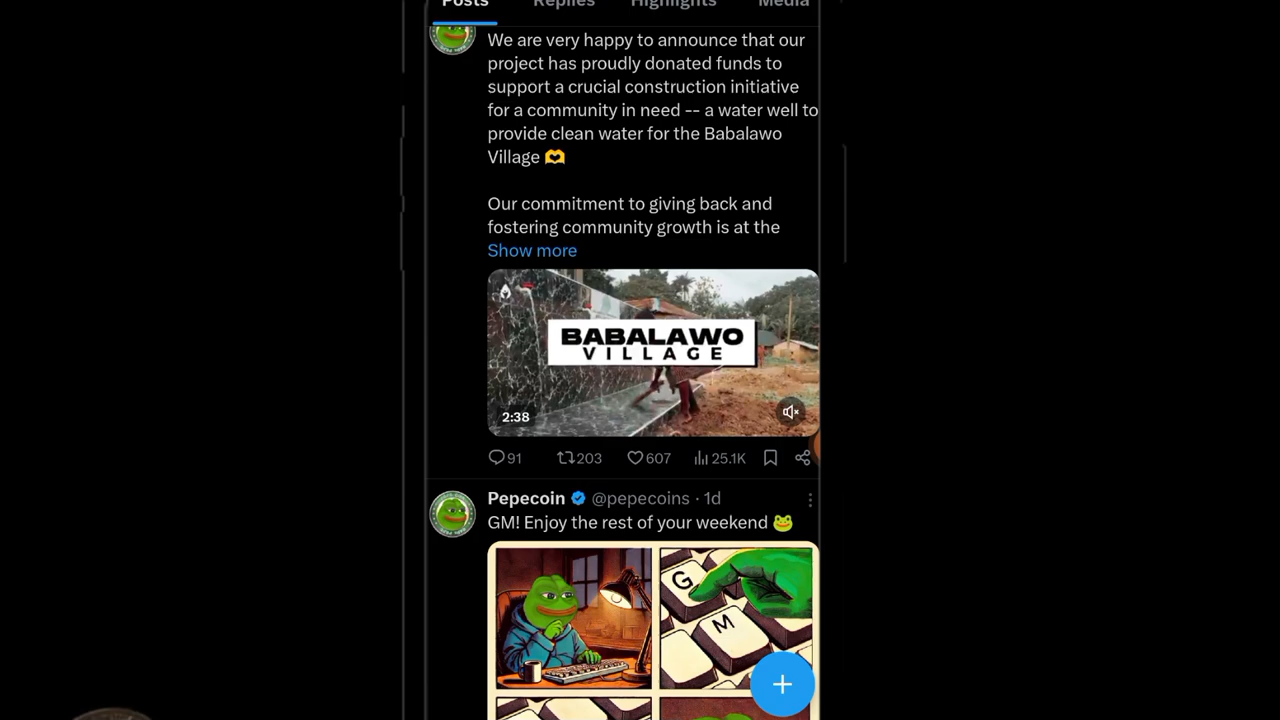 Posts Replies Highlights Media
We are very happy to announce that our
project has proudly donated funds to
support a crucial construction initiative
for a community in need -- a water well to
provide clean water for the Babalawo
Village 🫶
Our commitment to giving back and
fostering community growth is at the
Show more
BABALAWO
VILLAGE
2:38
91 203 607 25.1K
Pepecoin @pepecoins · 1d
GM! Enjoy the rest of your weekend 🐸
G
M